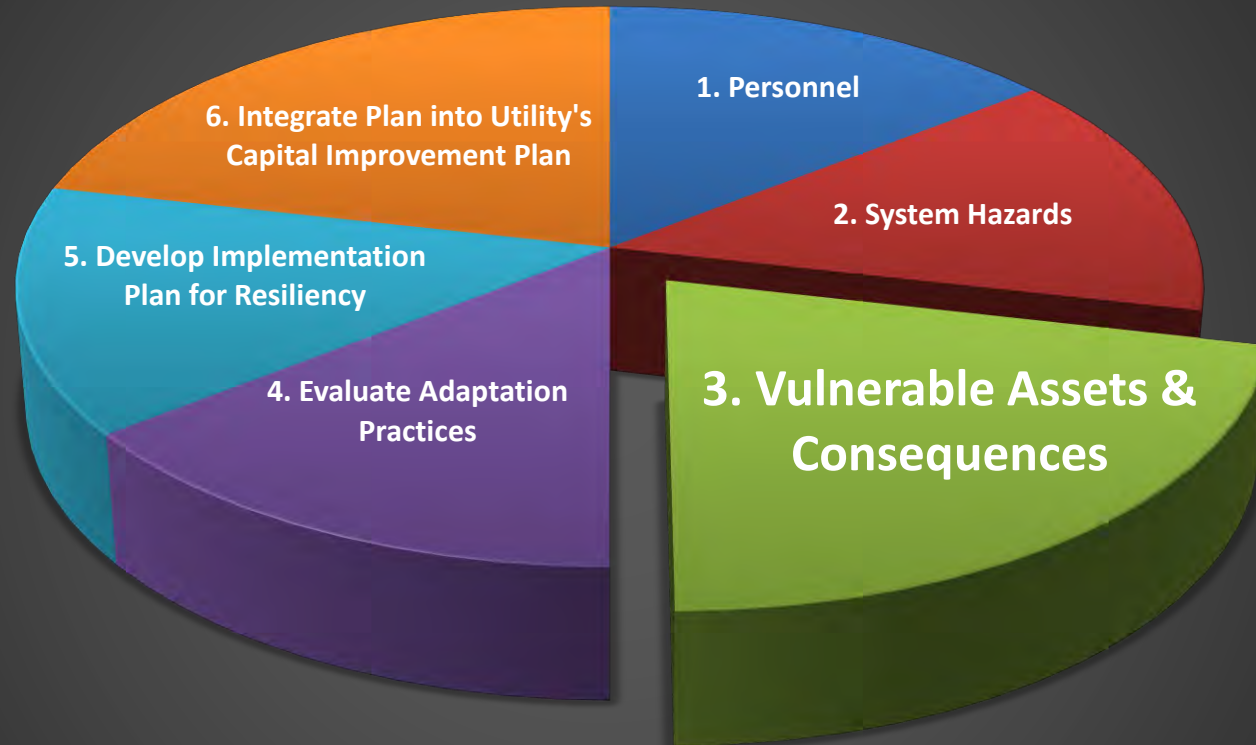 1. Personnel
2. System Hazards
3. Vulnerable Assets &
Consequences
4. Evaluate Adaptation
Practices
5. Develop Implementation
Plan for Resiliency
6. Integrate Plan into Utility's
Capital Improvement Plan